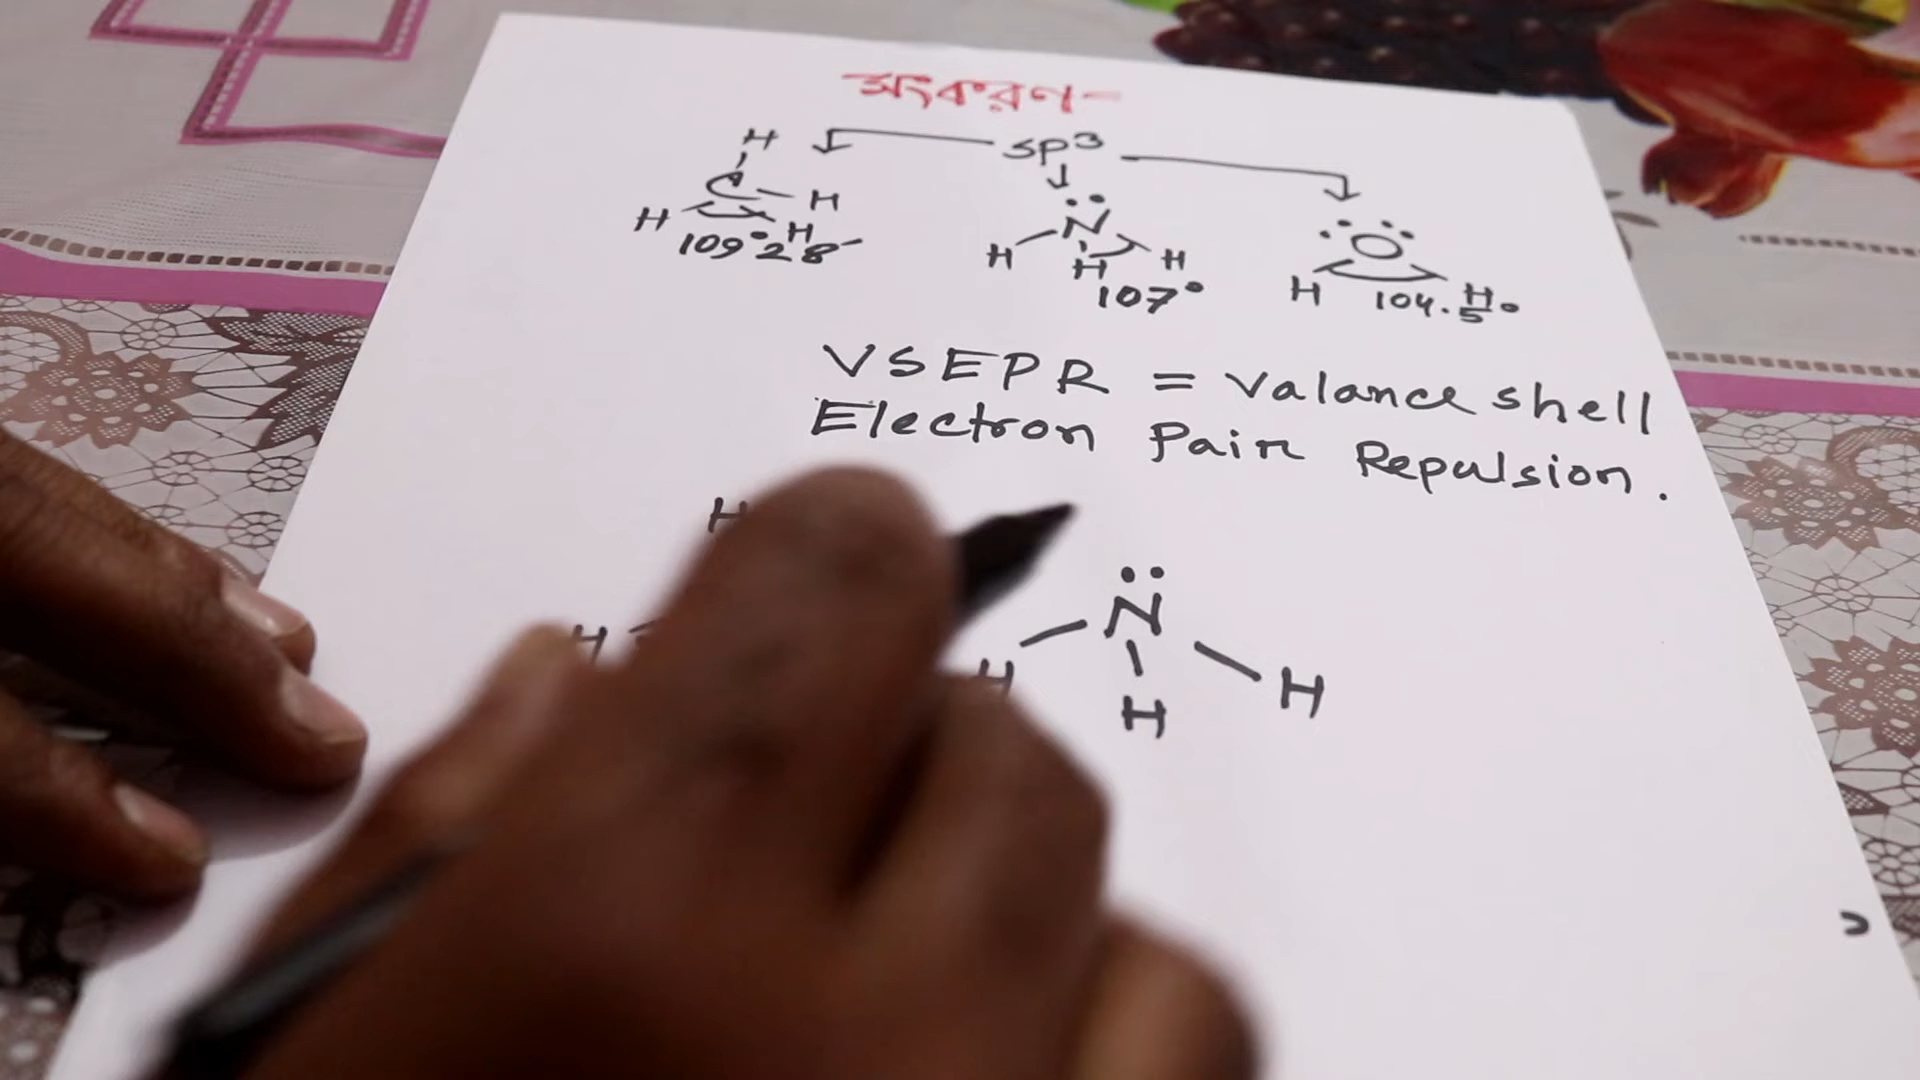 সংকরণ-
sp³
H
C H
H H
109°28'
N
H H H
107°
O
H H
104.5°
VSEPR = Valance shell
Electron Pair Repulsion.
H
H
N
H H
H